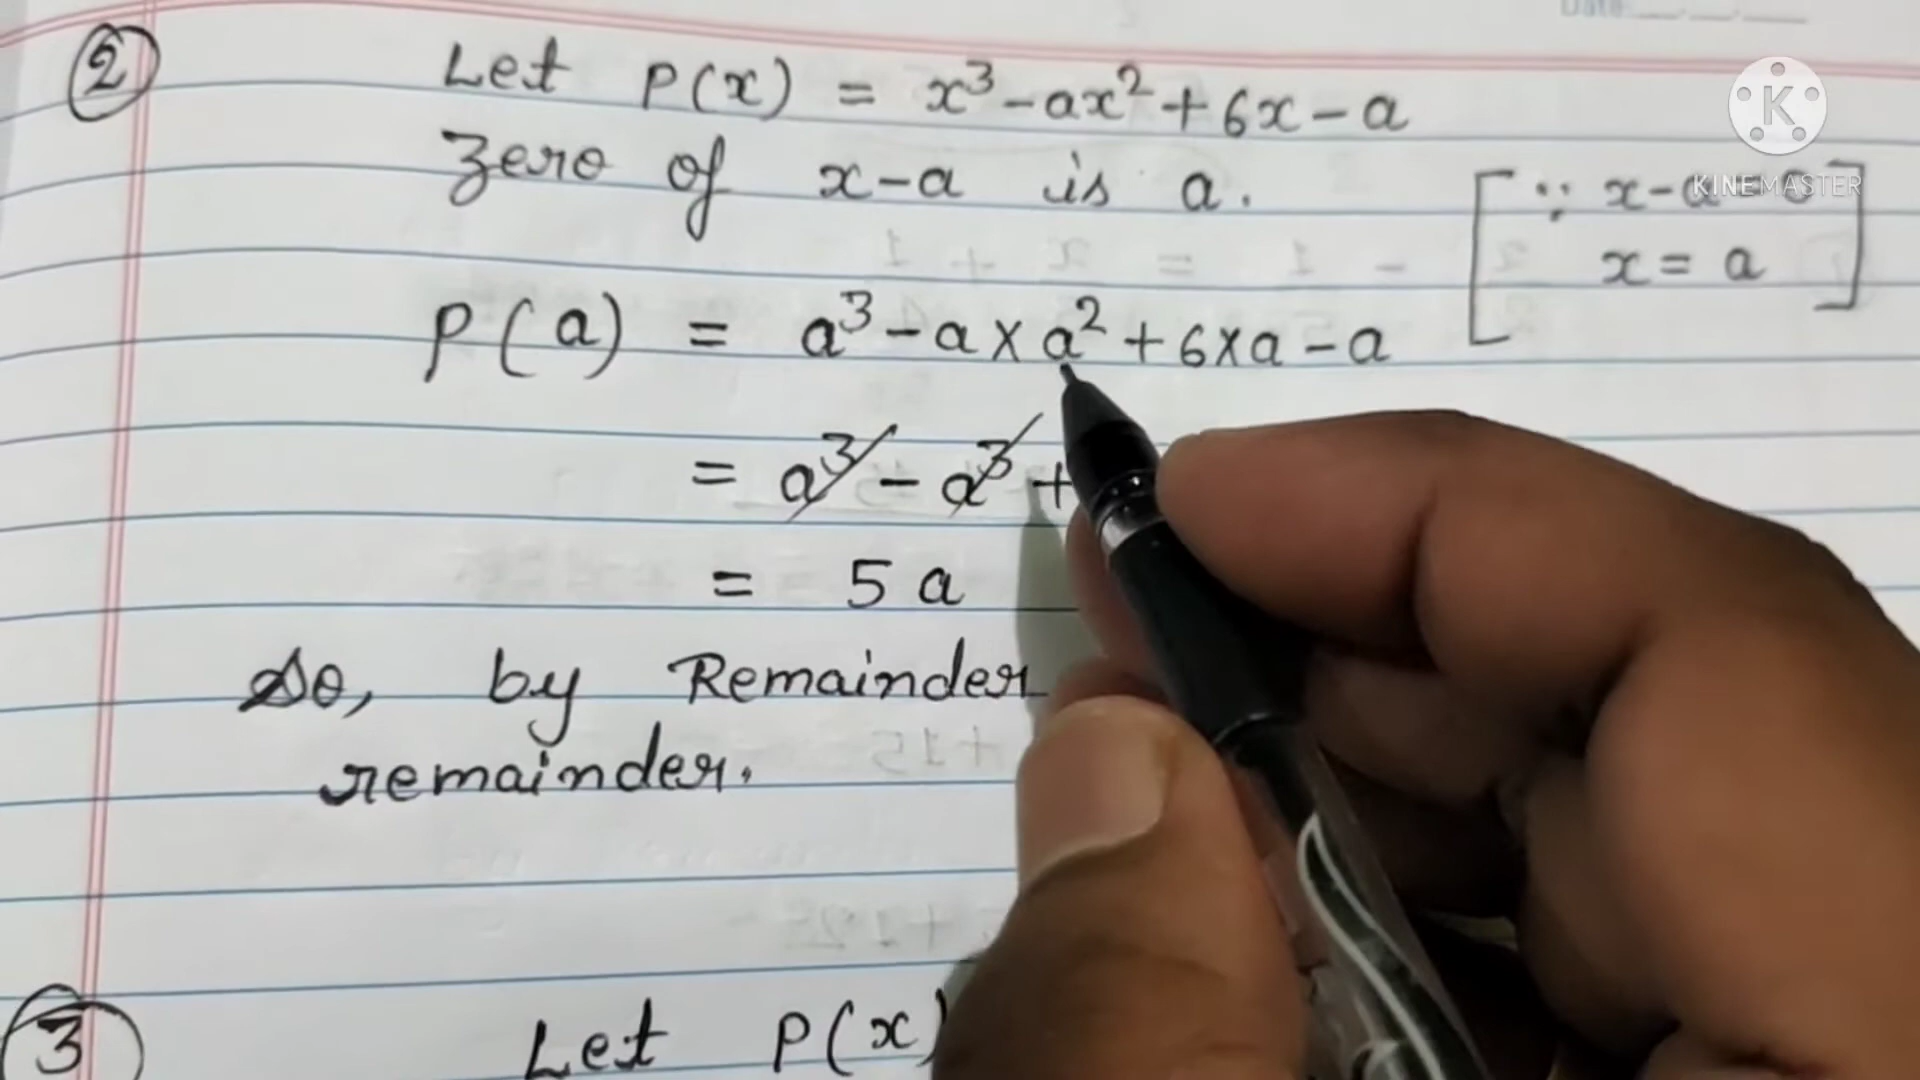 Date
② Let P(x) = x³ - ax² + 6x - a
Zero of x-a is a.
[∵ x-a=0
x = a]
P(a) = a³ - a × a² + 6×a - a
= a³ - a³ +
= 5a
So, by Remainder
remainder.
③ Let P(x)
K
KINEMASTER